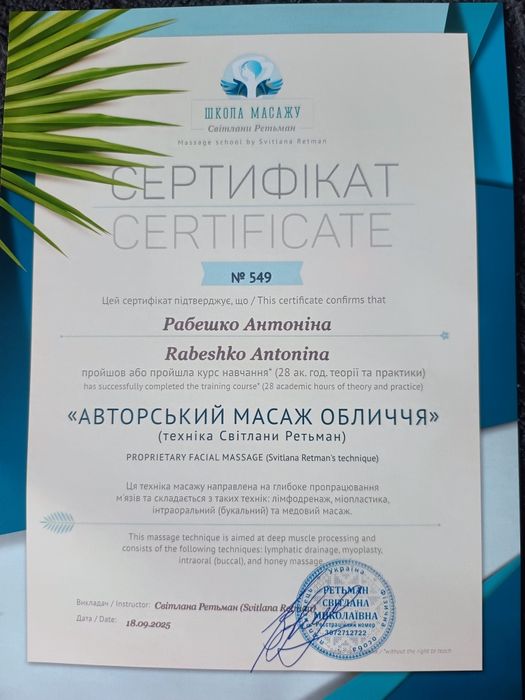 ШКОЛА МАСАЖУ
Світлани Ретьман
Massage school by Svitlana Retman
СЕРТИФІКАТ
CERTIFICATE
№ 549
Цей сертифікат підтверджує, що / This certificate confirms that
Рабешко Антоніна
Rabeshko Antonina
пройшов або пройшла курс навчання* (28 ак. год. теорії та практики)
has successfully completed the training course* (28 academic hours of theory and practice)
«АВТОРСЬКИЙ МАСАЖ ОБЛИЧЧЯ»
(техніка Світлани Ретьман)
PROPRIETARY FACIAL MASSAGE (Svitlana Retman's technique)
Ця техніка масажу направлена на глибоке пропрацювання
м'язів та складається з таких технік: лімфодренаж, міопластика,
інтраоральний (букальний) та медовий масаж.
This massage technique is aimed at deep muscle processing and
consists of the following techniques: lymphatic drainage, myoplasty,
intraoral (buccal), and honey massage.
Викладач / Instructor: Світлана Ретьман (Svitlana Retman)
Дата / Date: 18.09.2025
Україна
Фізична особа
РЕТЬМАН
СВІТЛАНА
МИКОЛАЇВНА
Реєстраційний номер
3072712722
/ *without the right to teach